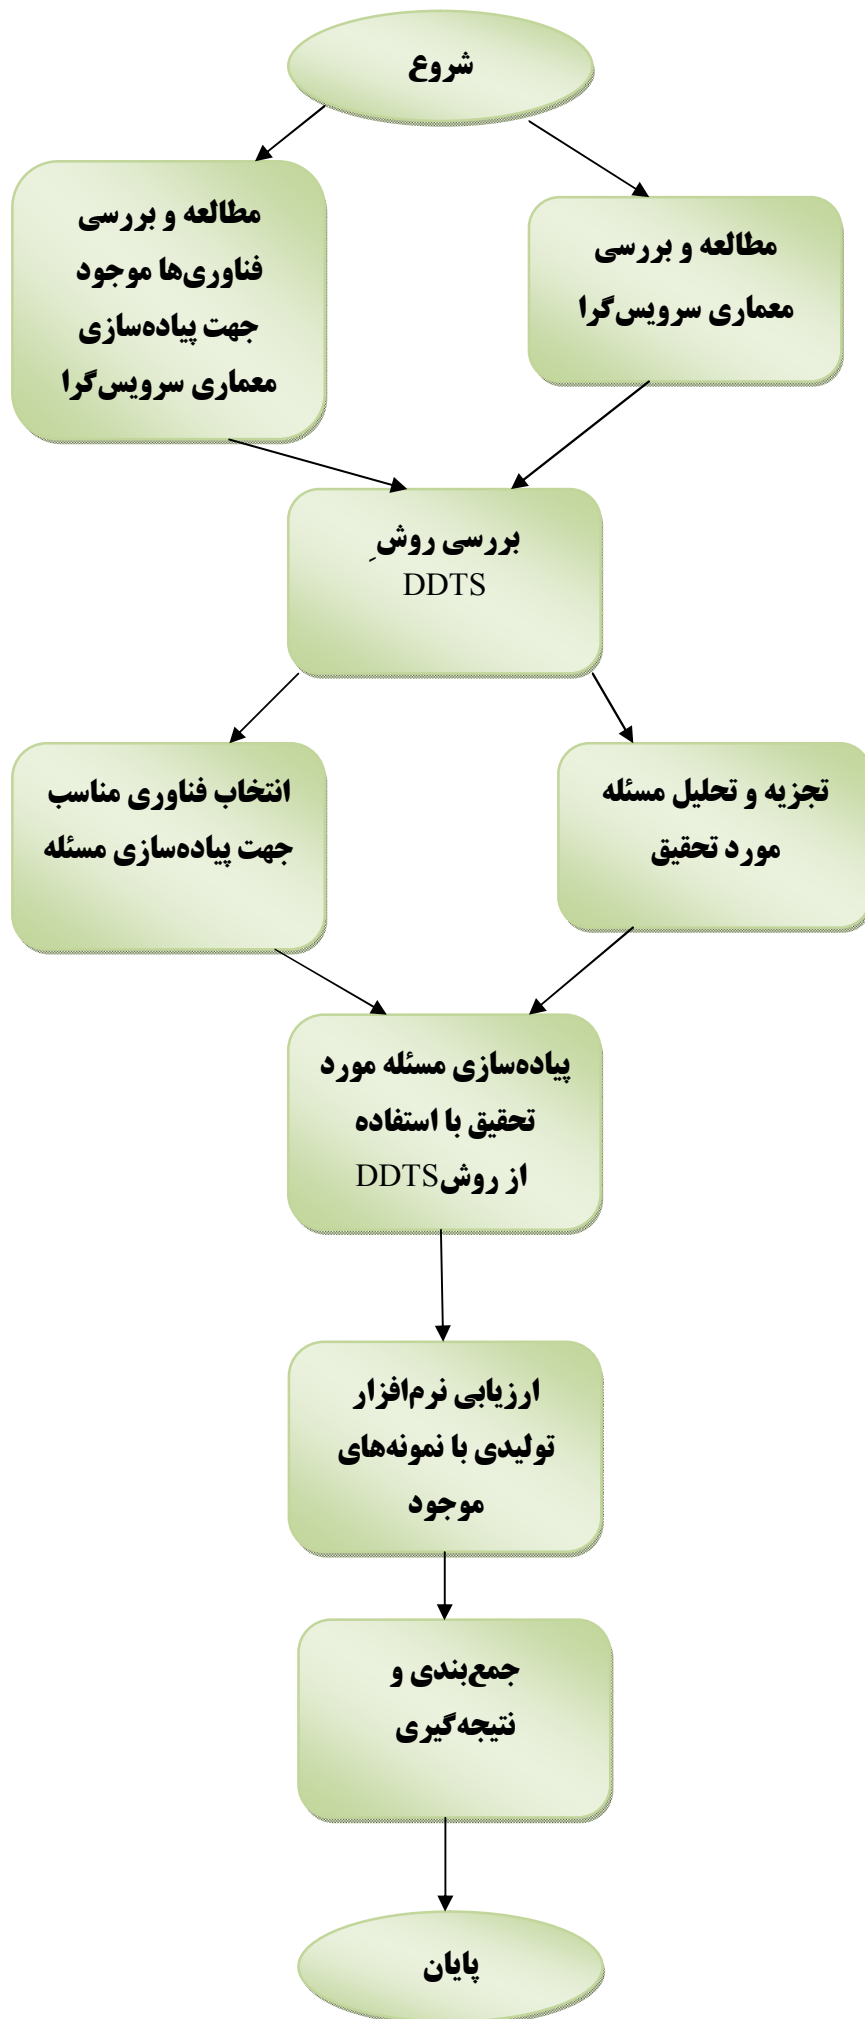 شروع
مطالعه و بررسی
معماری سرویس‌گرا
مطالعه و بررسی
فناوری‌ها موجود
جهت پیاده‌سازی
معماری سرویس‌گرا
بررسی روش ِ
DDTS
تجزیه و تحلیل مسئله
مورد تحقیق
انتخاب فناوری مناسب
جهت پیاده‌سازی مسئله
پیاده‌سازی مسئله مورد
تحقیق با استفاده
از روشDDTS
ارزیابی نرم‌افزار
تولیدی با نمونه‌های
موجود
جمع‌بندی و
نتیجه‌گیری
پایان